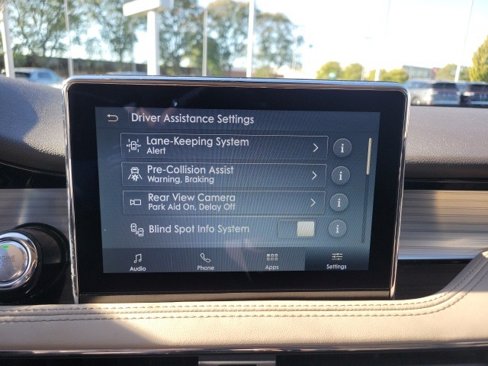 Driver Assistance Settings
Lane-Keeping System
Alert
i
Pre-Collision Assist
Warning, Braking
i
Rear View Camera
Park Aid On, Delay Off
i
Blind Spot Info System
i
Audio
Phone
Apps
Settings